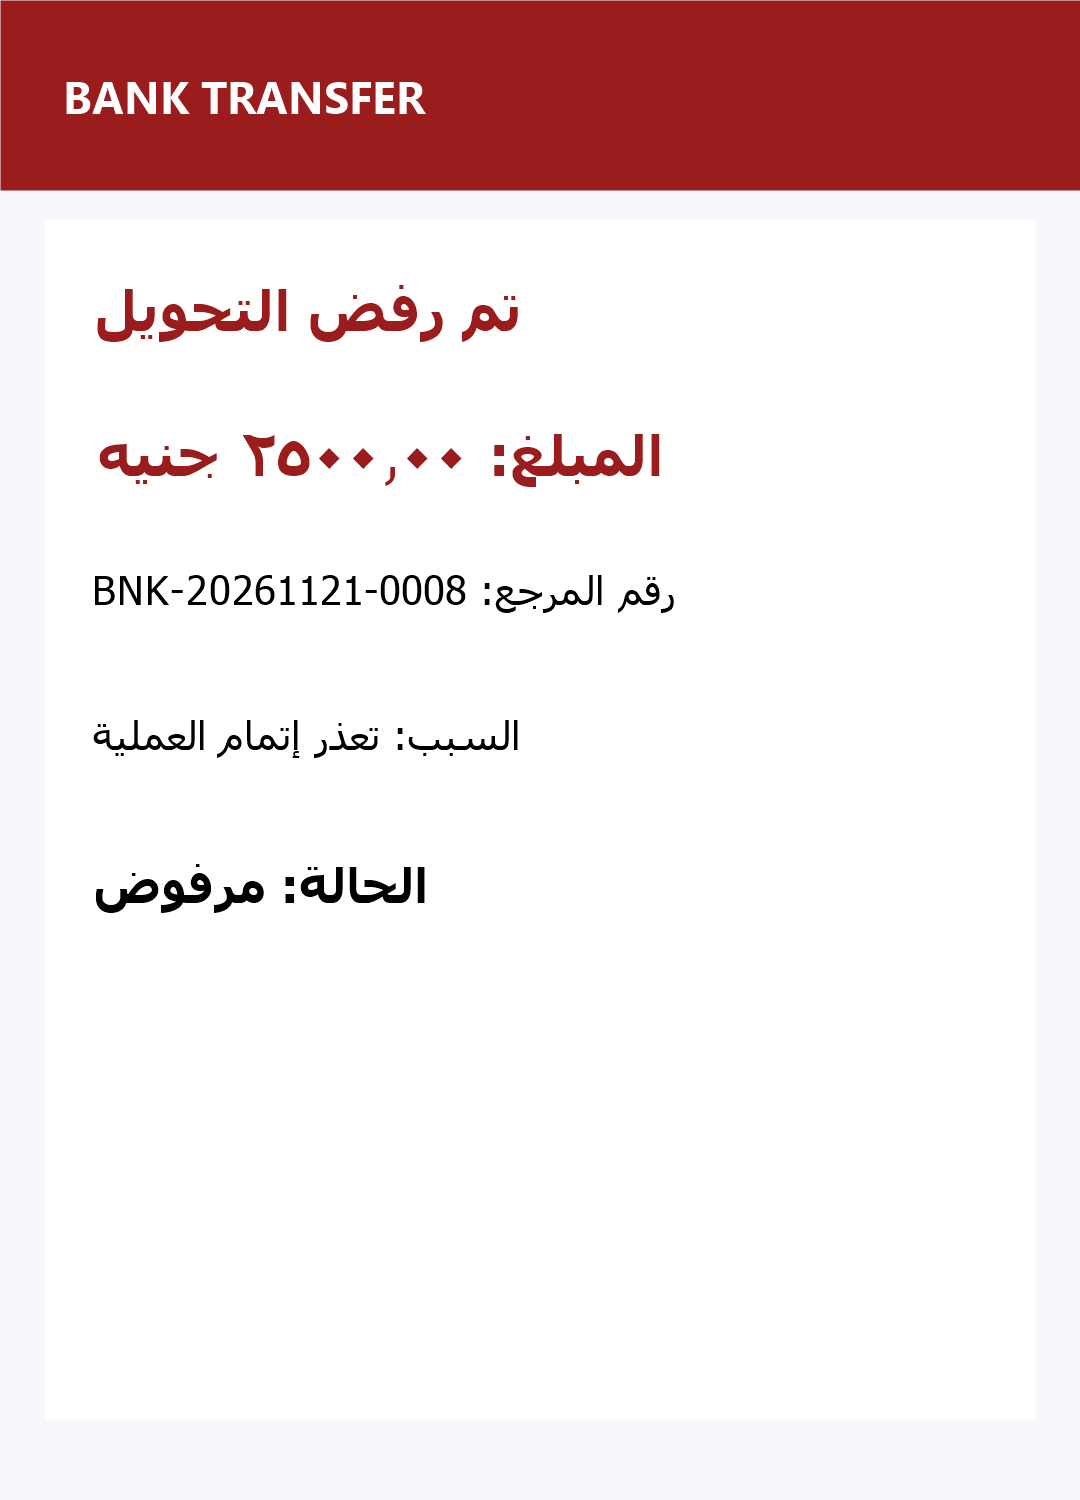 BANK TRANSFER
تم رفض التحويل
المبلغ: ٢٥٠٠٫٠٠ جنيه
رقم المرجع: BNK-20261121-0008
السبب: تعذر إتمام العملية
الحالة: مرفوض